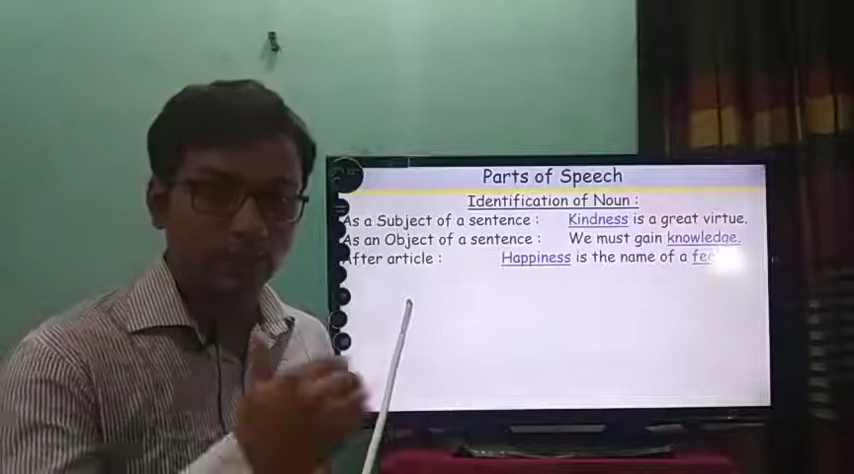 Parts of Speech
Identification of Noun :
As a Subject of a sentence : Kindness is a great virtue.
As an Object of a sentence : We must gain knowledge.
After article : Happiness is the name of a